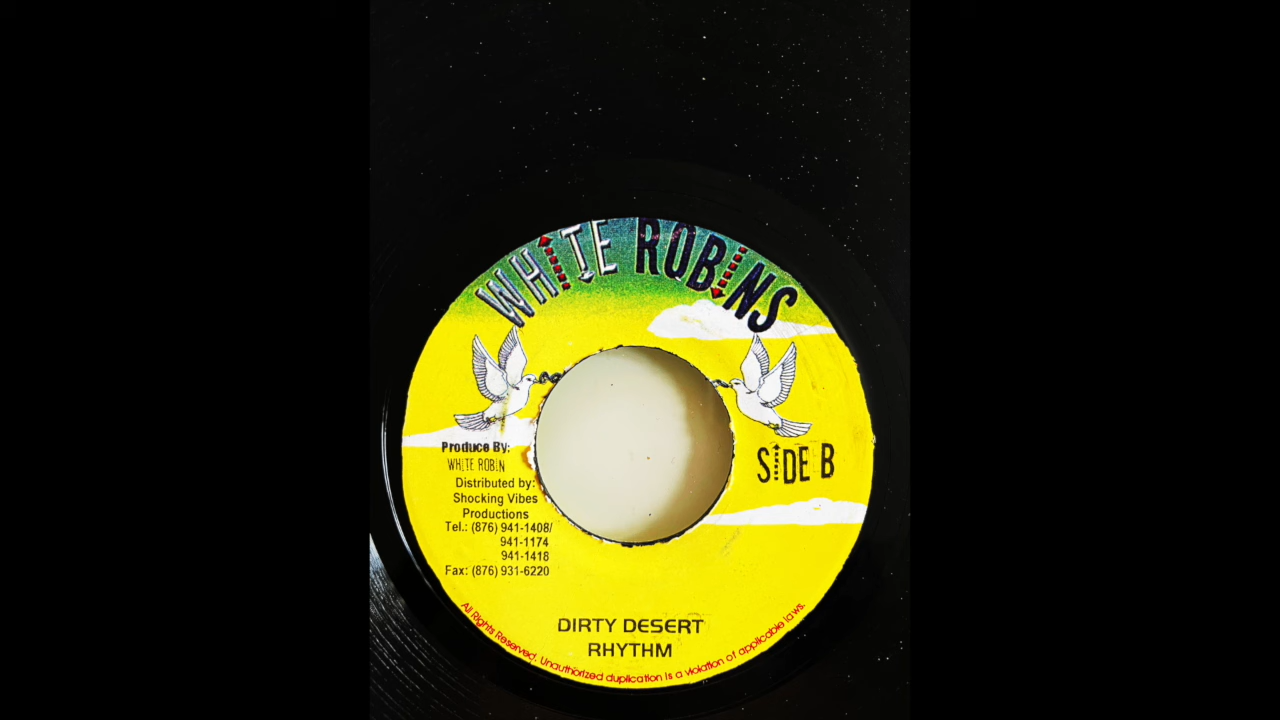 WHITE ROBINS
Produce By:
WHITE ROBIN
Distributed by:
Shocking Vibes
Productions
Tel.: (876) 941-1408/
941-1174
941-1418
Fax: (876) 931-6220
SIDE B
DIRTY DESERT
RHYTHM
All Rights Reserved. Unauthorized duplication is a violation of applicable laws.